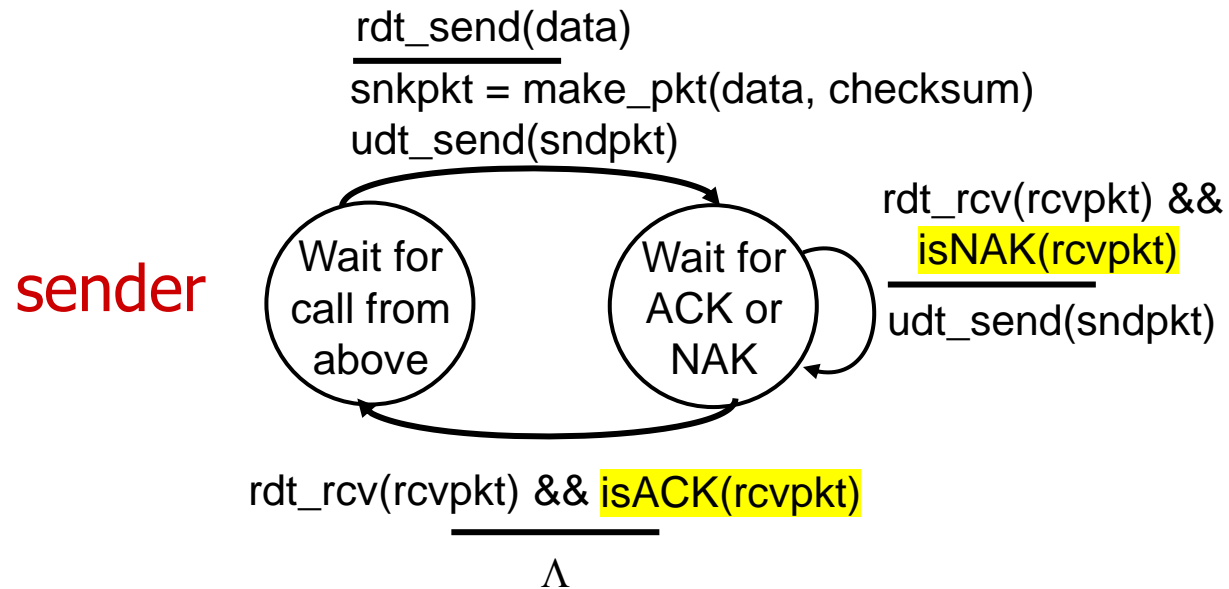 rdt_send(data)
snkpkt = make_pkt(data, checksum)
udt_send(sndpkt)
sender
Wait for
call from
above
Wait for
ACK or
NAK
rdt_rcv(rcvpkt) &&
isNAK(rcvpkt)
udt_send(sndpkt)
rdt_rcv(rcvpkt) && isACK(rcvpkt)
Λ